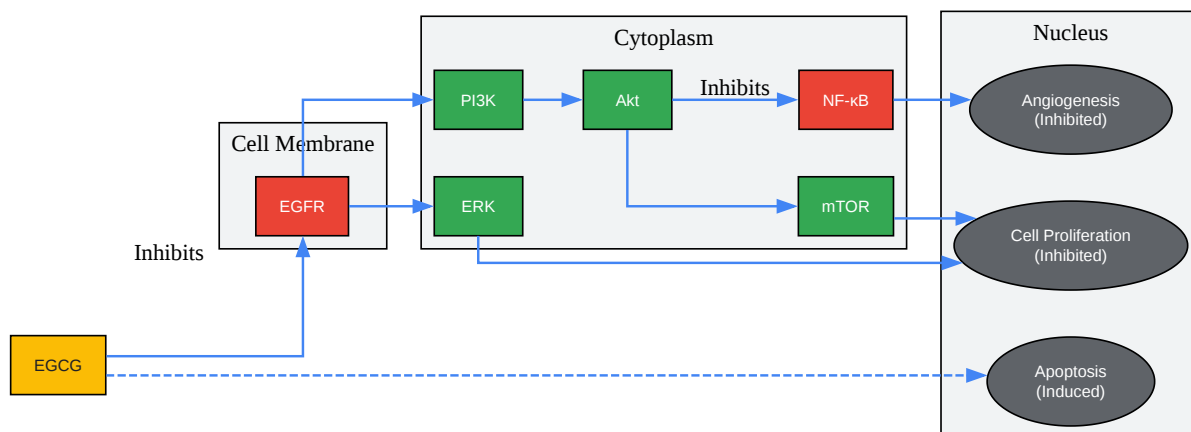 Cytoplasm
Nucleus
PI3K
Akt
Inhibits
NF-κB
Angiogenesis
(Inhibited)
Cell Membrane
EGFR
ERK
mTOR
Cell Proliferation
(Inhibited)
Inhibits
EGCG
Apoptosis
(Induced)